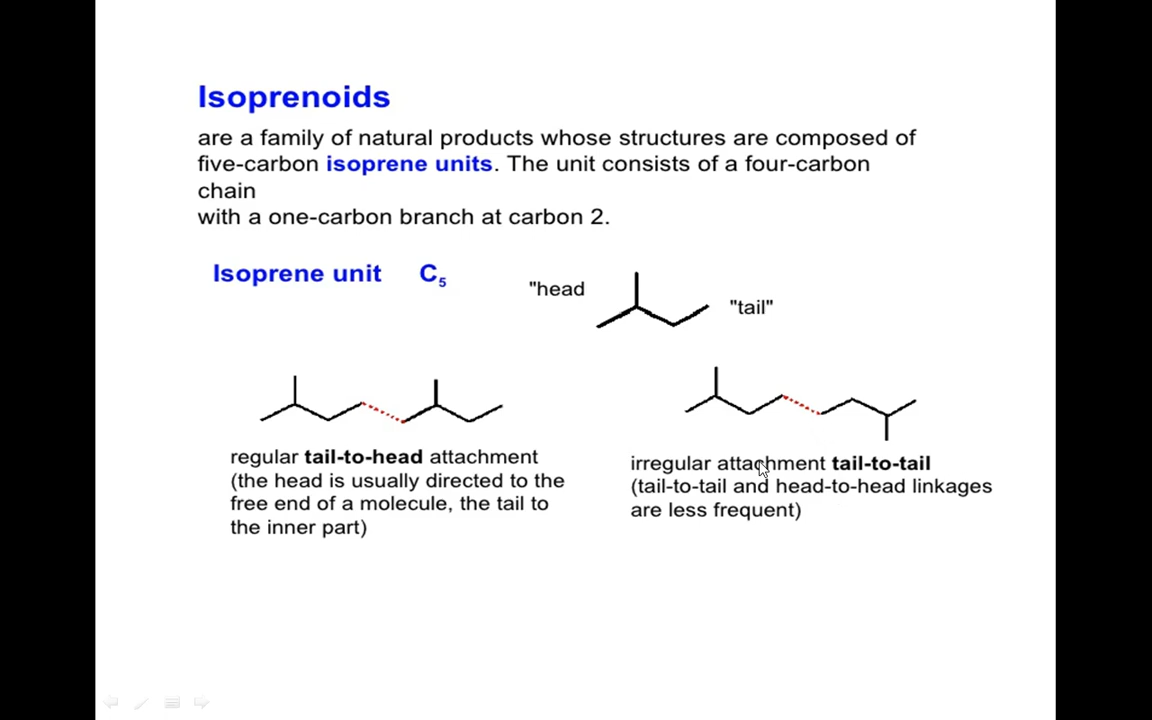 Isoprenoids
are a family of natural products whose structures are composed of
five-carbon isoprene units. The unit consists of a four-carbon
chain
with a one-carbon branch at carbon 2.
Isoprene unit C₅
"head
"tail"
regular tail-to-head attachment
(the head is usually directed to the
free end of a molecule, the tail to
the inner part)
irregular attachment tail-to-tail
(tail-to-tail and head-to-head linkages
are less frequent)